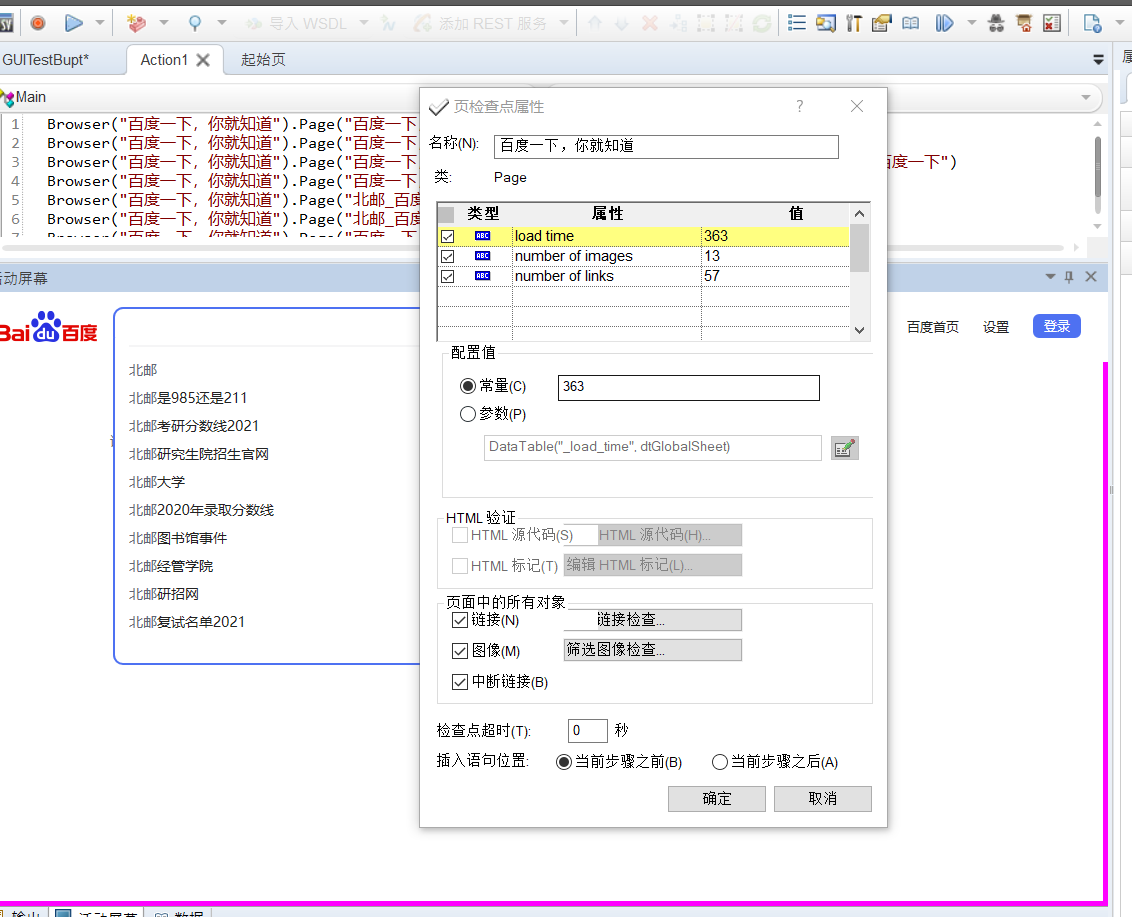 导入 WSDL 添加 REST 服务
GUITestBupt* Action1 起始页
Main
页检查点属性 ?
1 Browser("百度一下，你就知道").Page("百度一下
2 Browser("百度一下，你就知道").Page("百度一下
3 Browser("百度一下，你就知道").Page("百度一下 百度一下")
4 Browser("百度一下，你就知道").Page("百度一下
5 Browser("百度一下，你就知道").Page("北邮_百度
6 Browser("百度一下，你就知道").Page("北邮_百度
7 Browser("百度一下，你就知道").Page("百度一下
名称(N): 百度一下，你就知道
类: Page
类型 属性 值
ABC load time 363
ABC number of images 13
ABC number of links 57
活动屏幕
Bai du 百度
百度首页 设置 登录
北邮
北邮是985还是211
北邮考研分数线2021
北邮研究生院招生官网
北邮大学
北邮2020年录取分数线
北邮图书馆事件
北邮经管学院
北邮研招网
北邮复试名单2021
配置值
常量(C) 363
参数(P)
DataTable("_load_time", dtGlobalSheet)
HTML 验证
HTML 源代码(S) HTML 源代码(H)...
HTML 标记(T) 编辑 HTML 标记(L)...
页面中的所有对象
链接(N) 链接检查...
图像(M) 筛选图像检查...
中断链接(B)
检查点超时(T): 0 秒
插入语句位置: 当前步骤之前(B) 当前步骤之后(A)
确定 取消
输出 活动屏幕 数据